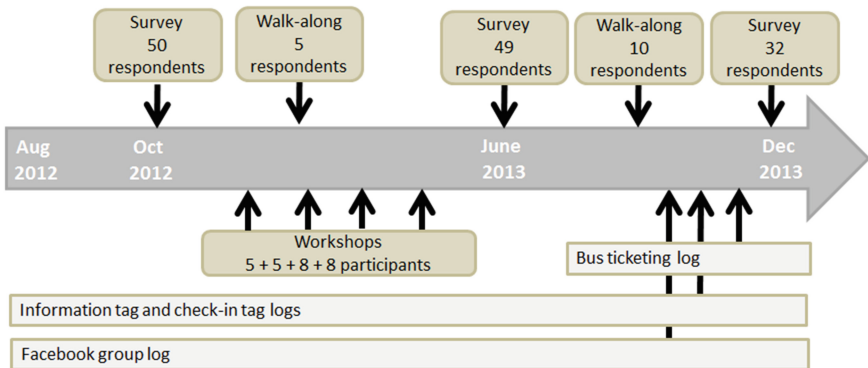 Survey
50
respondents
Walk-along
5
respondents
Survey
49
respondents
Walk-along
10
respondents
Survey
32
respondents
Aug
2012
Oct
2012
June
2013
Dec
2013
Workshops
5 + 5 + 8 + 8 participants
Bus ticketing log
Information tag and check-in tag logs
Facebook group log